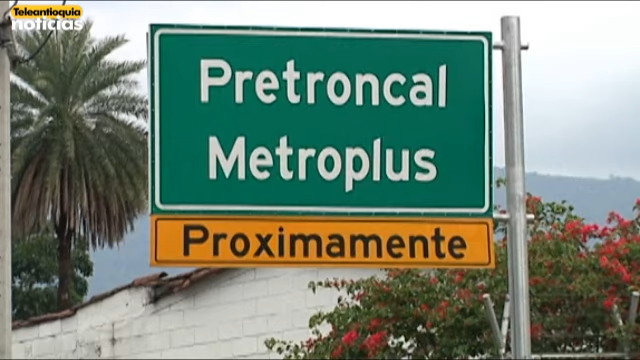 Teleantioquia
noticias
Pretroncal
Metroplus
Proximamente